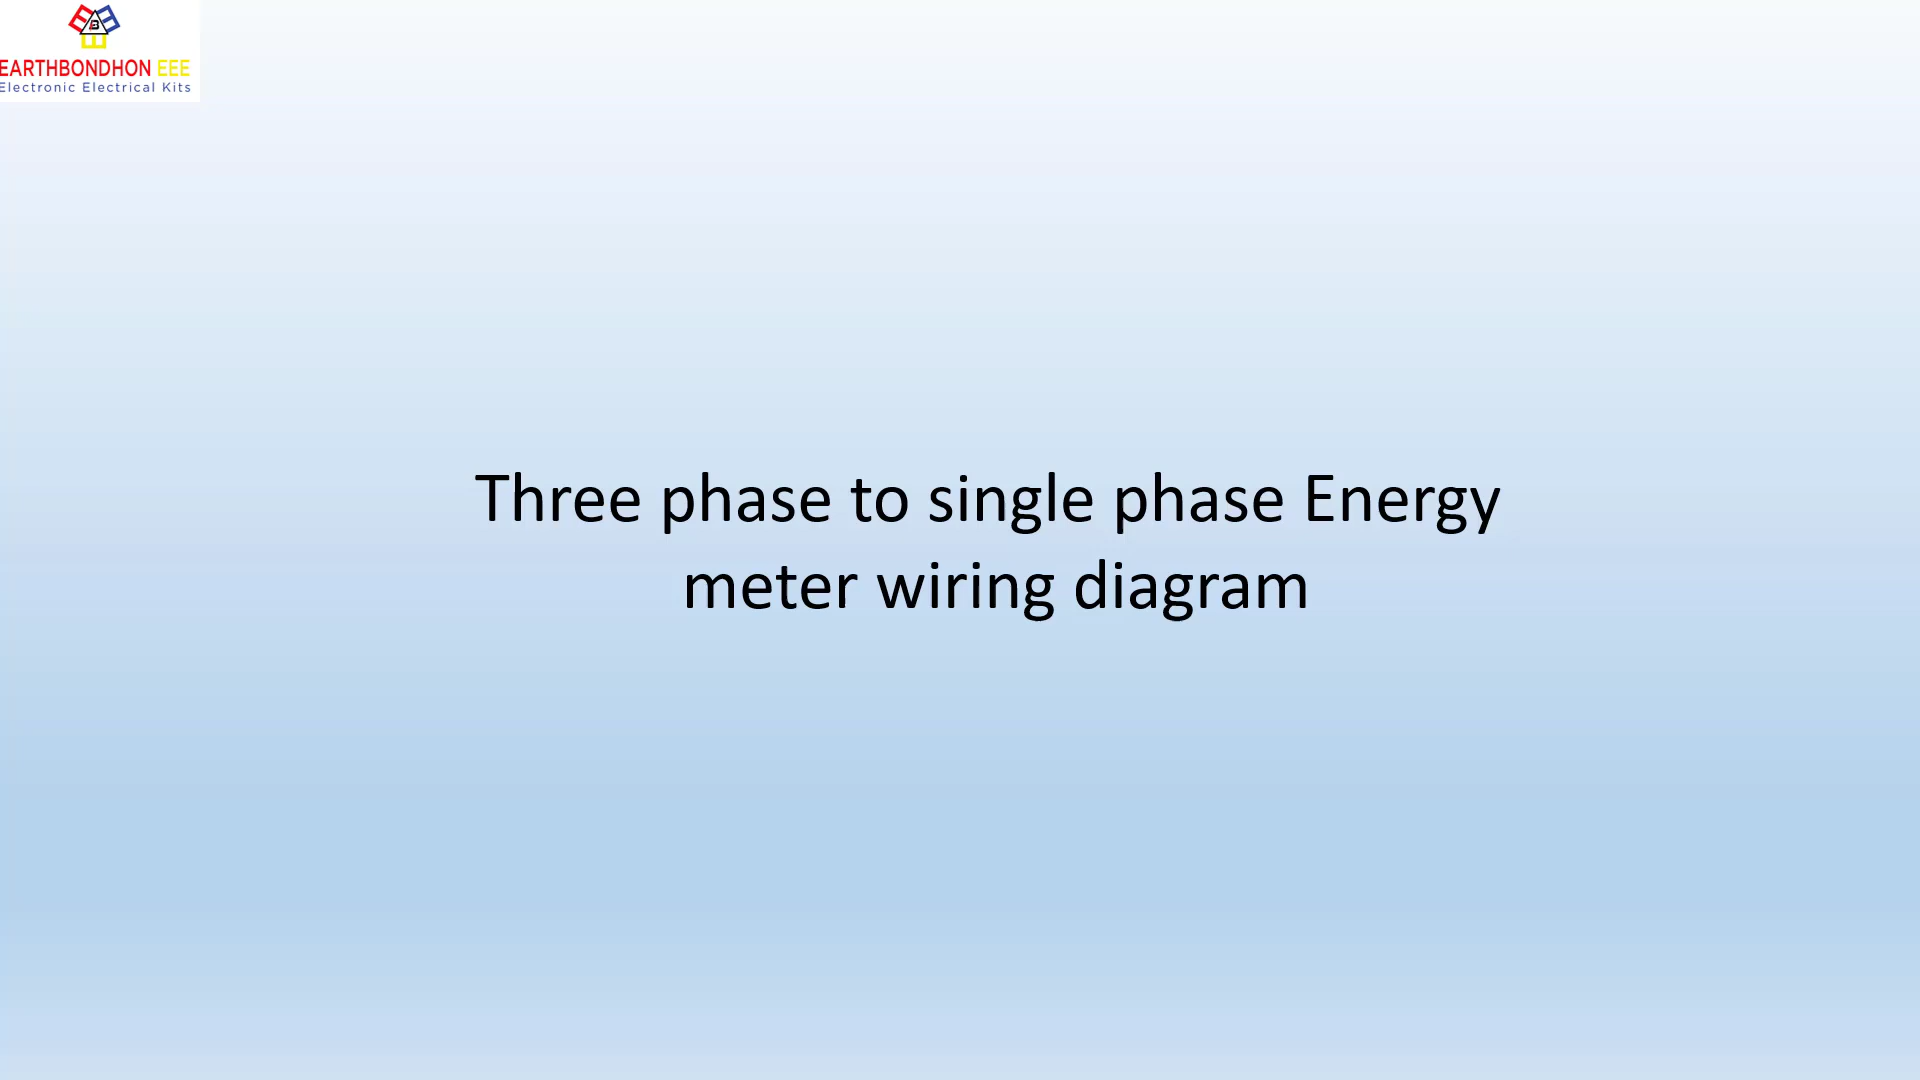 EARTHBONDHON EEE
Electronic Electrical Kits
Three phase to single phase Energy
meter wiring diagram